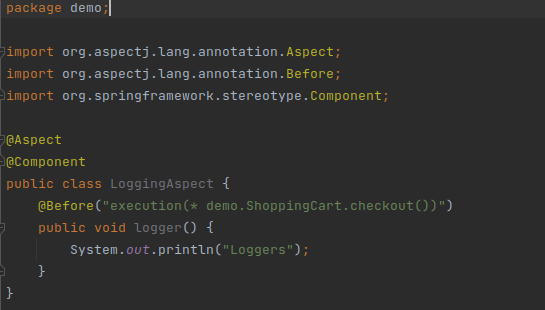 package demo;
import org.aspectj.lang.annotation.Aspect;
import org.aspectj.lang.annotation.Before;
import org.springframework.stereotype.Component;
@Aspect
@Component
public class LoggingAspect {
@Before("execution(* demo.ShoppingCart.checkout())")
public void logger() {
System.out.println("Loggers");
}
}